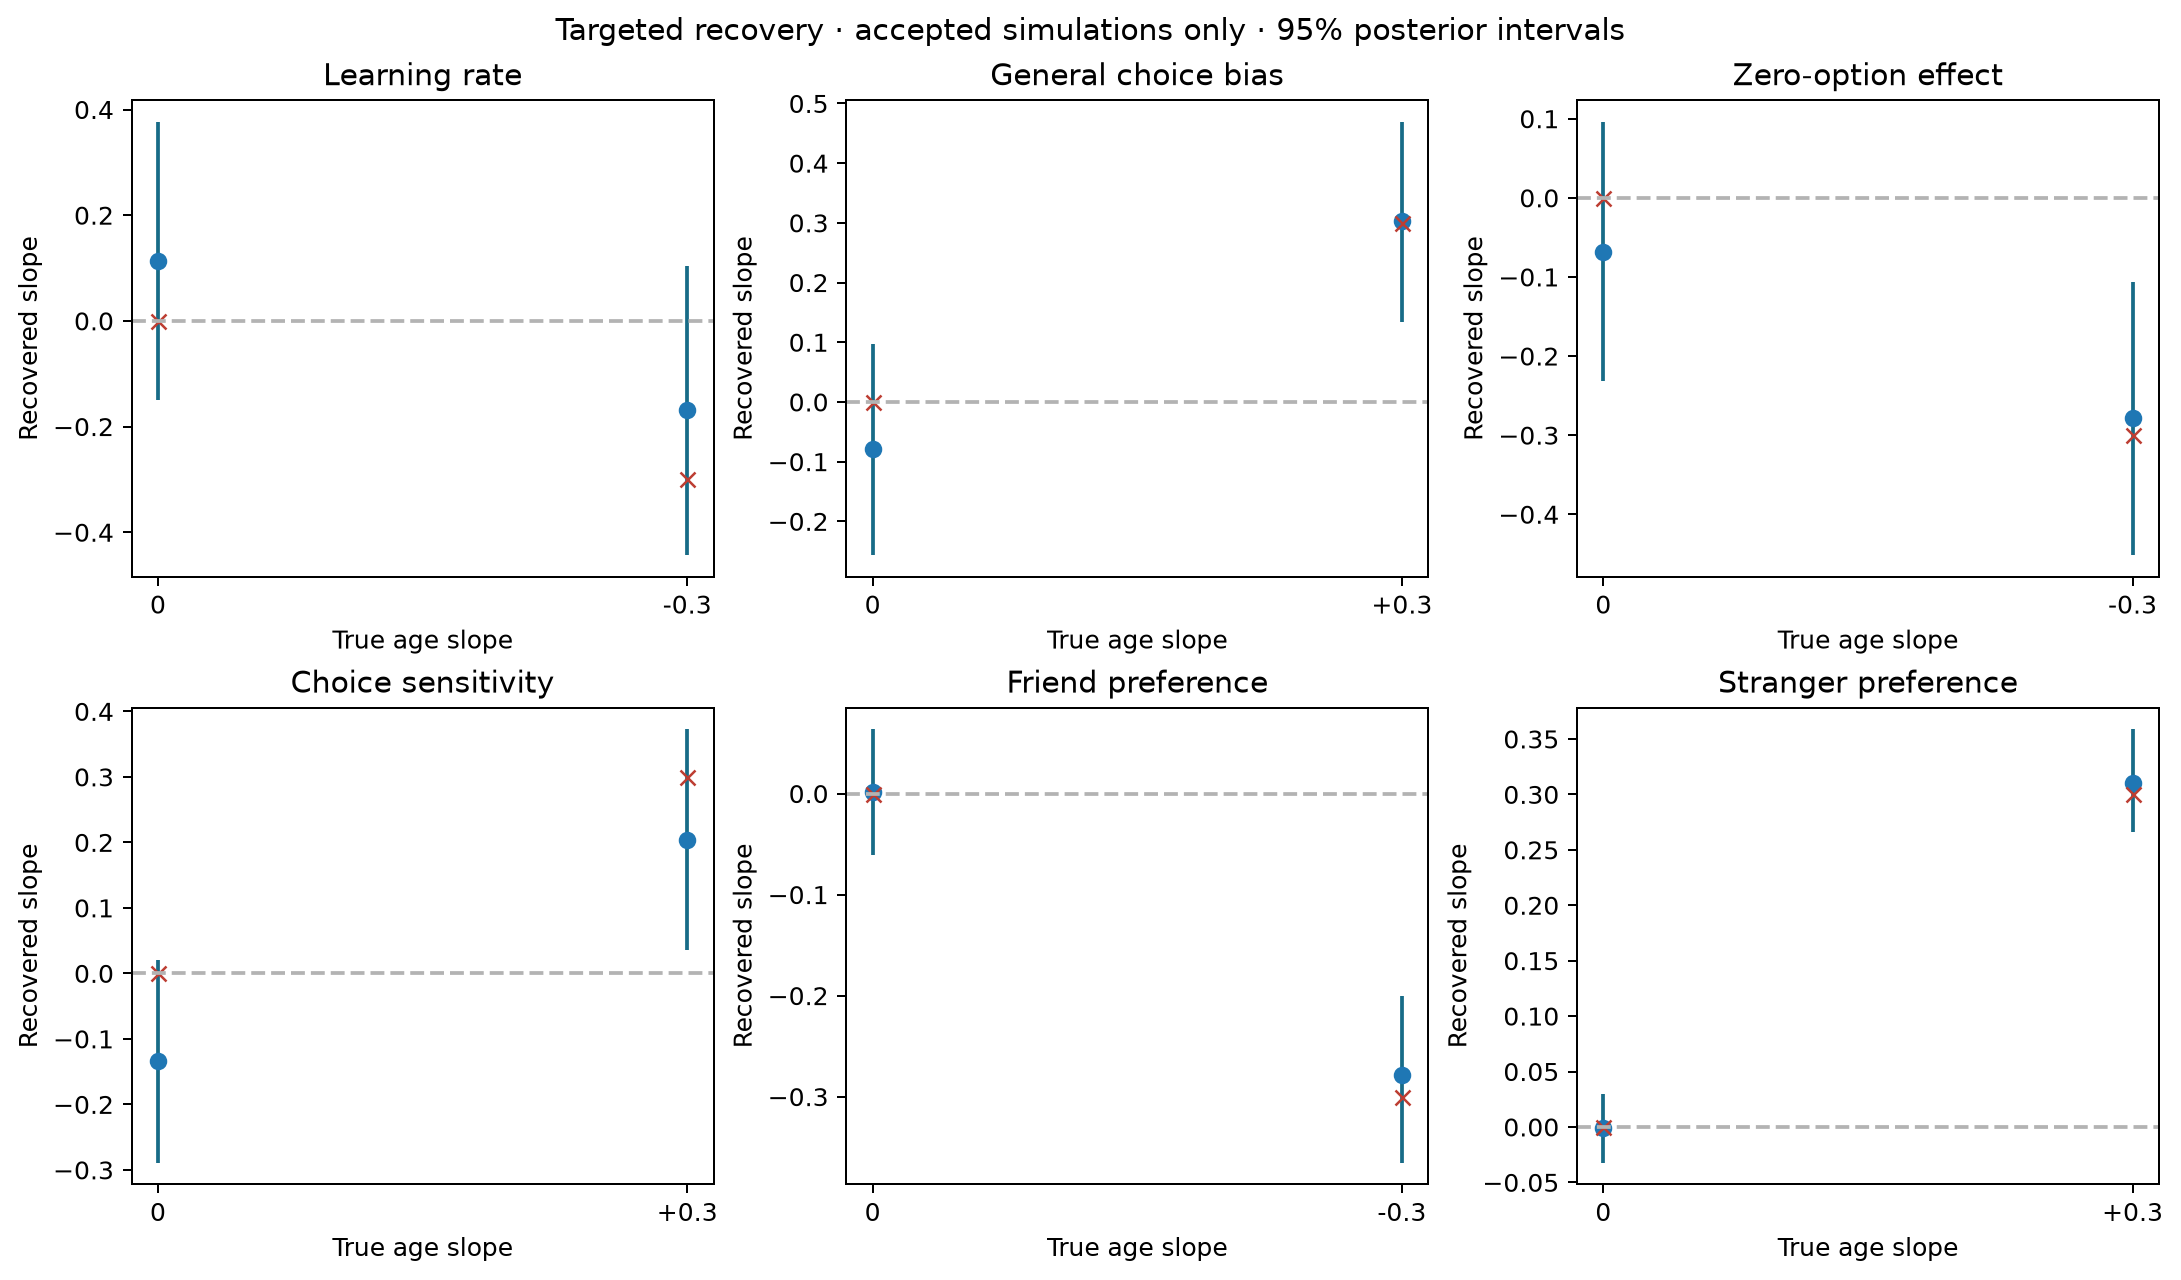 Targeted recovery · accepted simulations only · 95% posterior intervals
Learning rate
0.4
0.2
0.0
−0.2
−0.4
Recovered slope
0
-0.3
True age slope
General choice bias
0.5
0.4
0.3
0.2
0.1
0.0
−0.1
−0.2
Recovered slope
0
+0.3
True age slope
Zero-option effect
0.1
0.0
−0.1
−0.2
−0.3
−0.4
Recovered slope
0
-0.3
True age slope
Choice sensitivity
0.4
0.3
0.2
0.1
0.0
−0.1
−0.2
−0.3
Recovered slope
0
+0.3
True age slope
Friend preference
0.0
−0.1
−0.2
−0.3
Recovered slope
0
-0.3
True age slope
Stranger preference
0.35
0.30
0.25
0.20
0.15
0.10
0.05
0.00
−0.05
Recovered slope
0
+0.3
True age slope